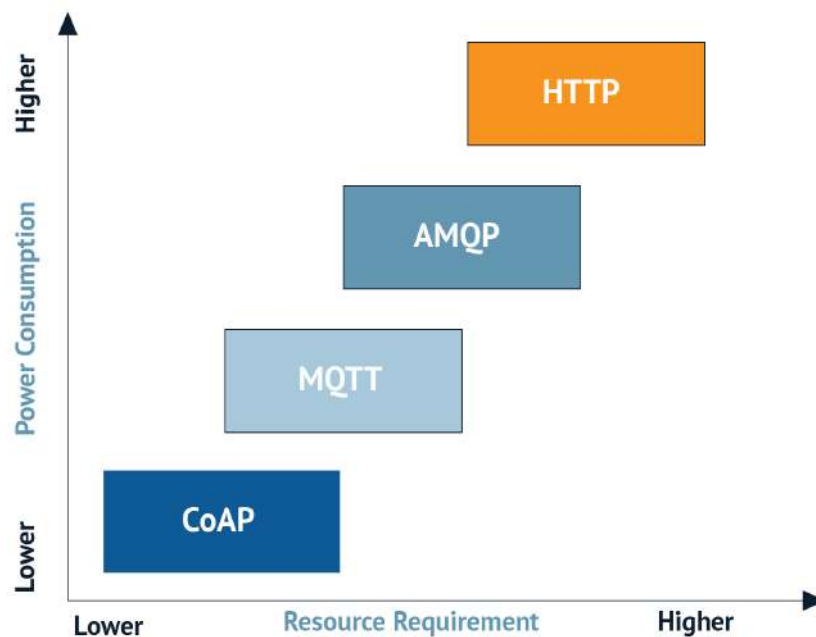 Higher
HTTP
Power Consumption
AMQP
MQTT
CoAP
Lower
Lower
Resource Requirement
Higher